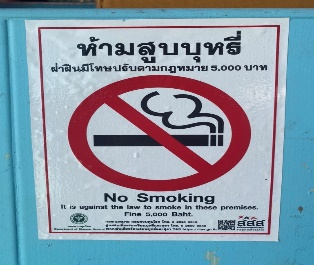 ห้ามสูบบุหรี่
ฝ่าฝืนมีโทษปรับตามกฎหมาย 5,000 บาท
No Smoking
It is against the law to smoke in these premises.
Fine 5,000 Baht.